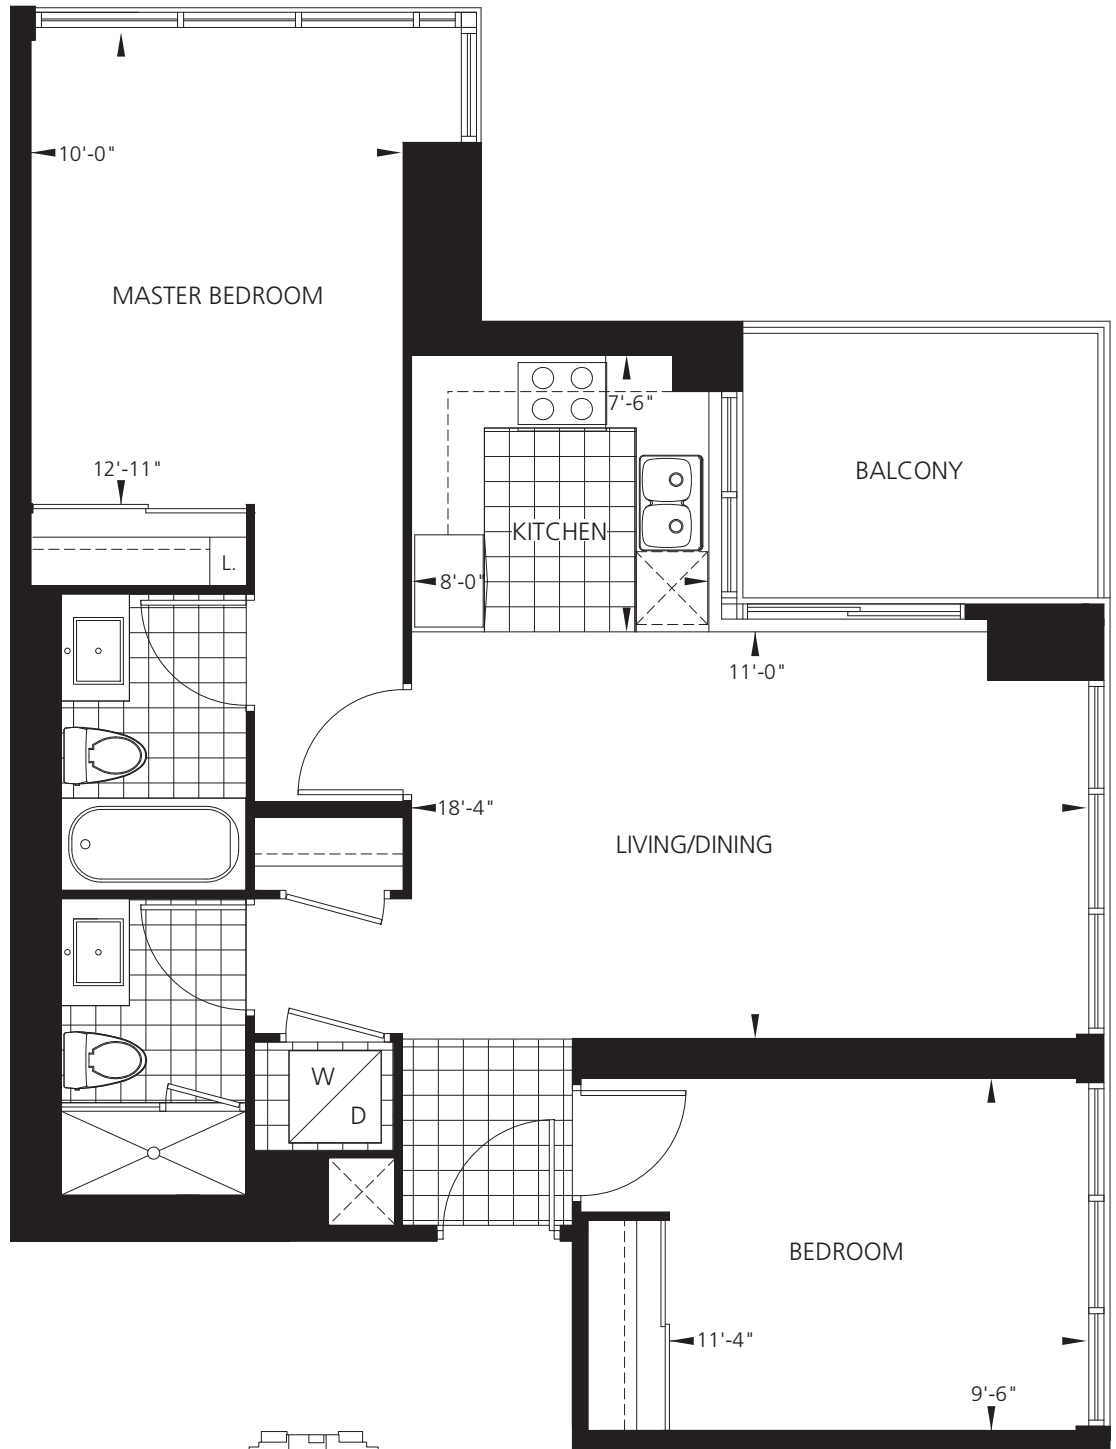 10'-0"
MASTER BEDROOM
7'-6"
12'-11"
BALCONY
KITCHEN
L.
8'-0"
11'-0"
18'-4"
LIVING/DINING
W
D
BEDROOM
11'-4"
9'-6"